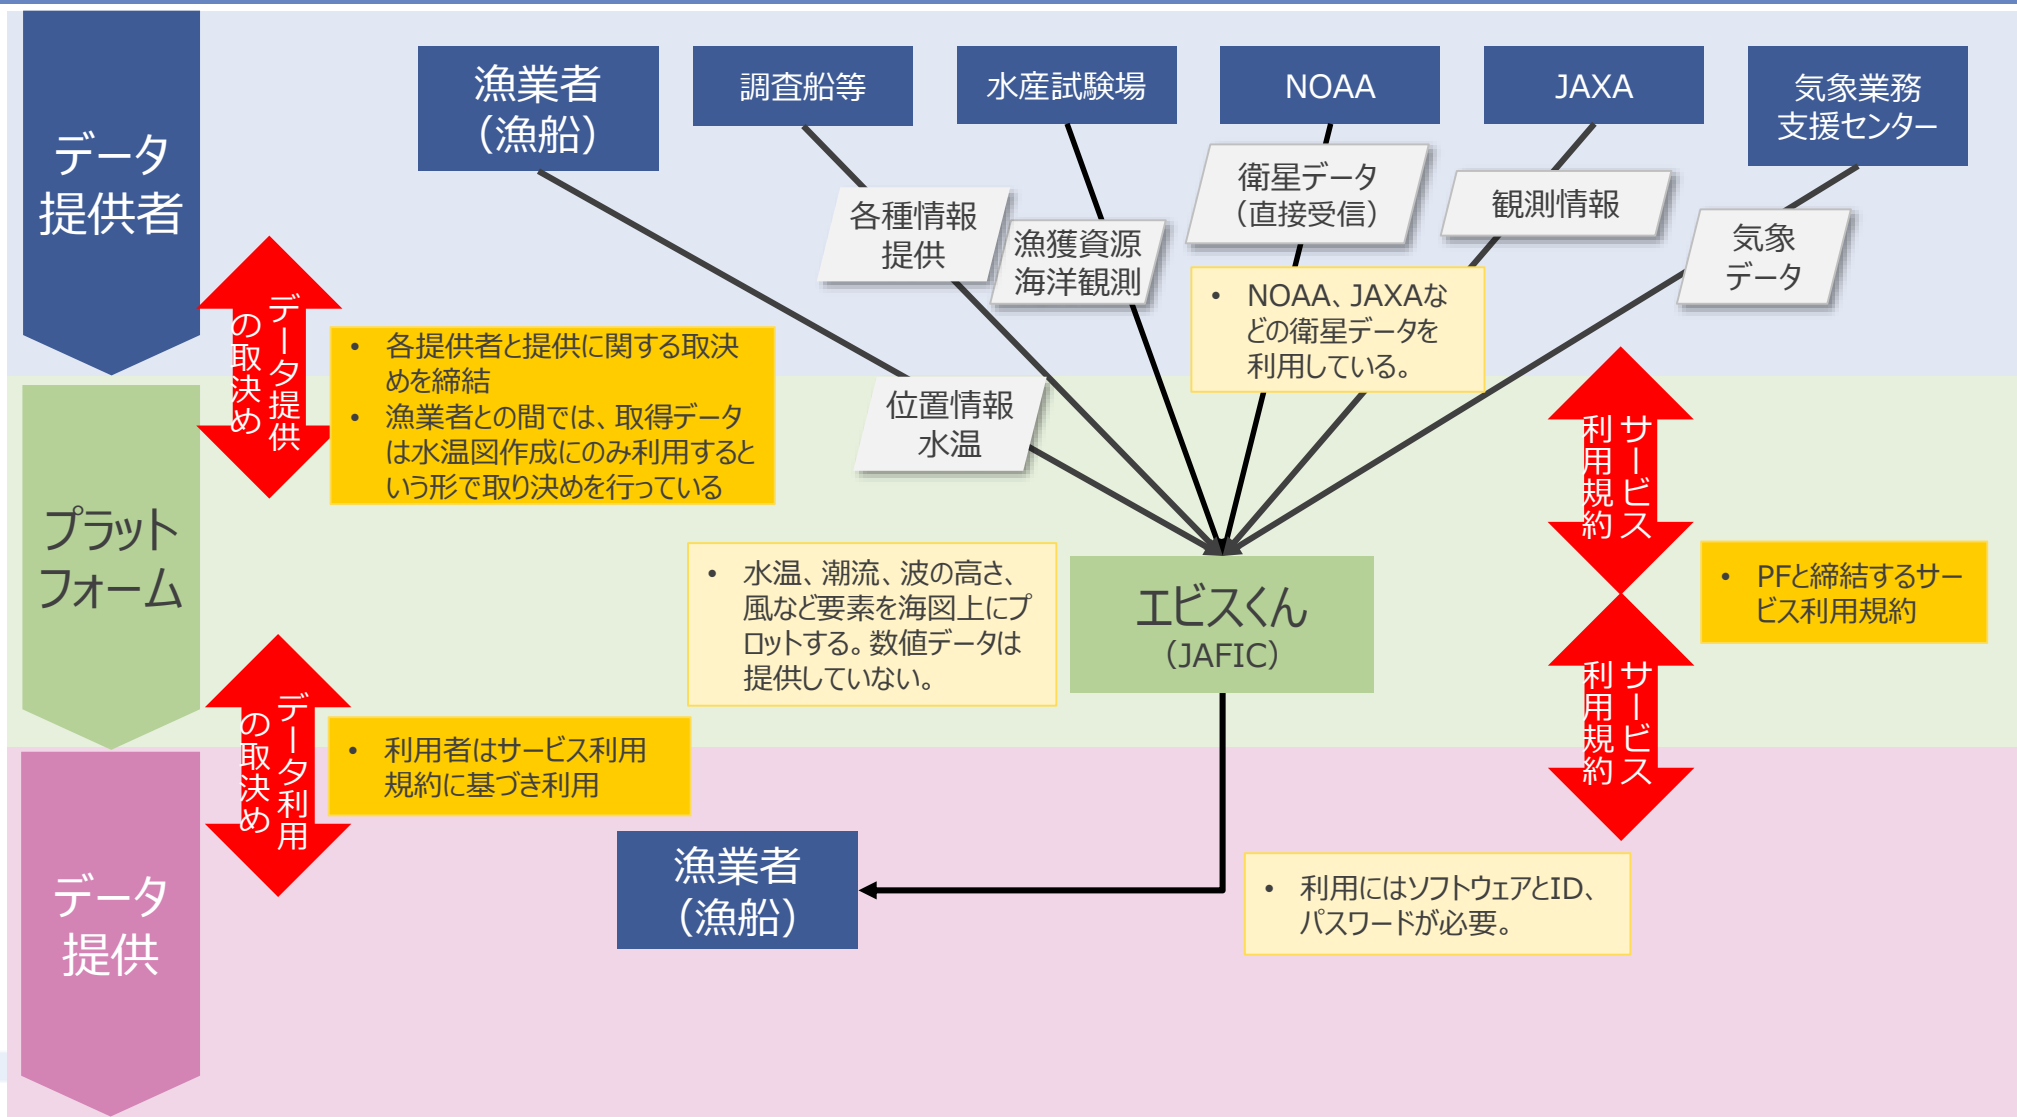 データ
提供者
漁業者
（漁船）
調査船等
水産試験場
NOAA
JAXA
気象業務
支援センター
各種情報
提供
漁獲資源
海洋観測
衛星データ
（直接受信）
観測情報
気象
データ
位置情報
水温
• NOAA、JAXAな
どの衛星データを
利用している。
データ提供
の取決め
• 各提供者と提供に関する取決
めを締結
• 漁業者との間では、取得データ
は水温図作成にのみ利用すると
いう形で取り決めを行っている
サービス
利用規約
プラット
フォーム
• 水温、潮流、波の高さ、
風など要素を海図上にプ
ロットする。数値データは
提供していない。
エビスくん
（JAFIC）
• PFと締結するサー
ビス利用規約
サービス
利用規約
データ利用
の取決め
• 利用者はサービス利用
規約に基づき利用
データ
提供
漁業者
（漁船）
• 利用にはソフトウェアとID、
パスワードが必要。